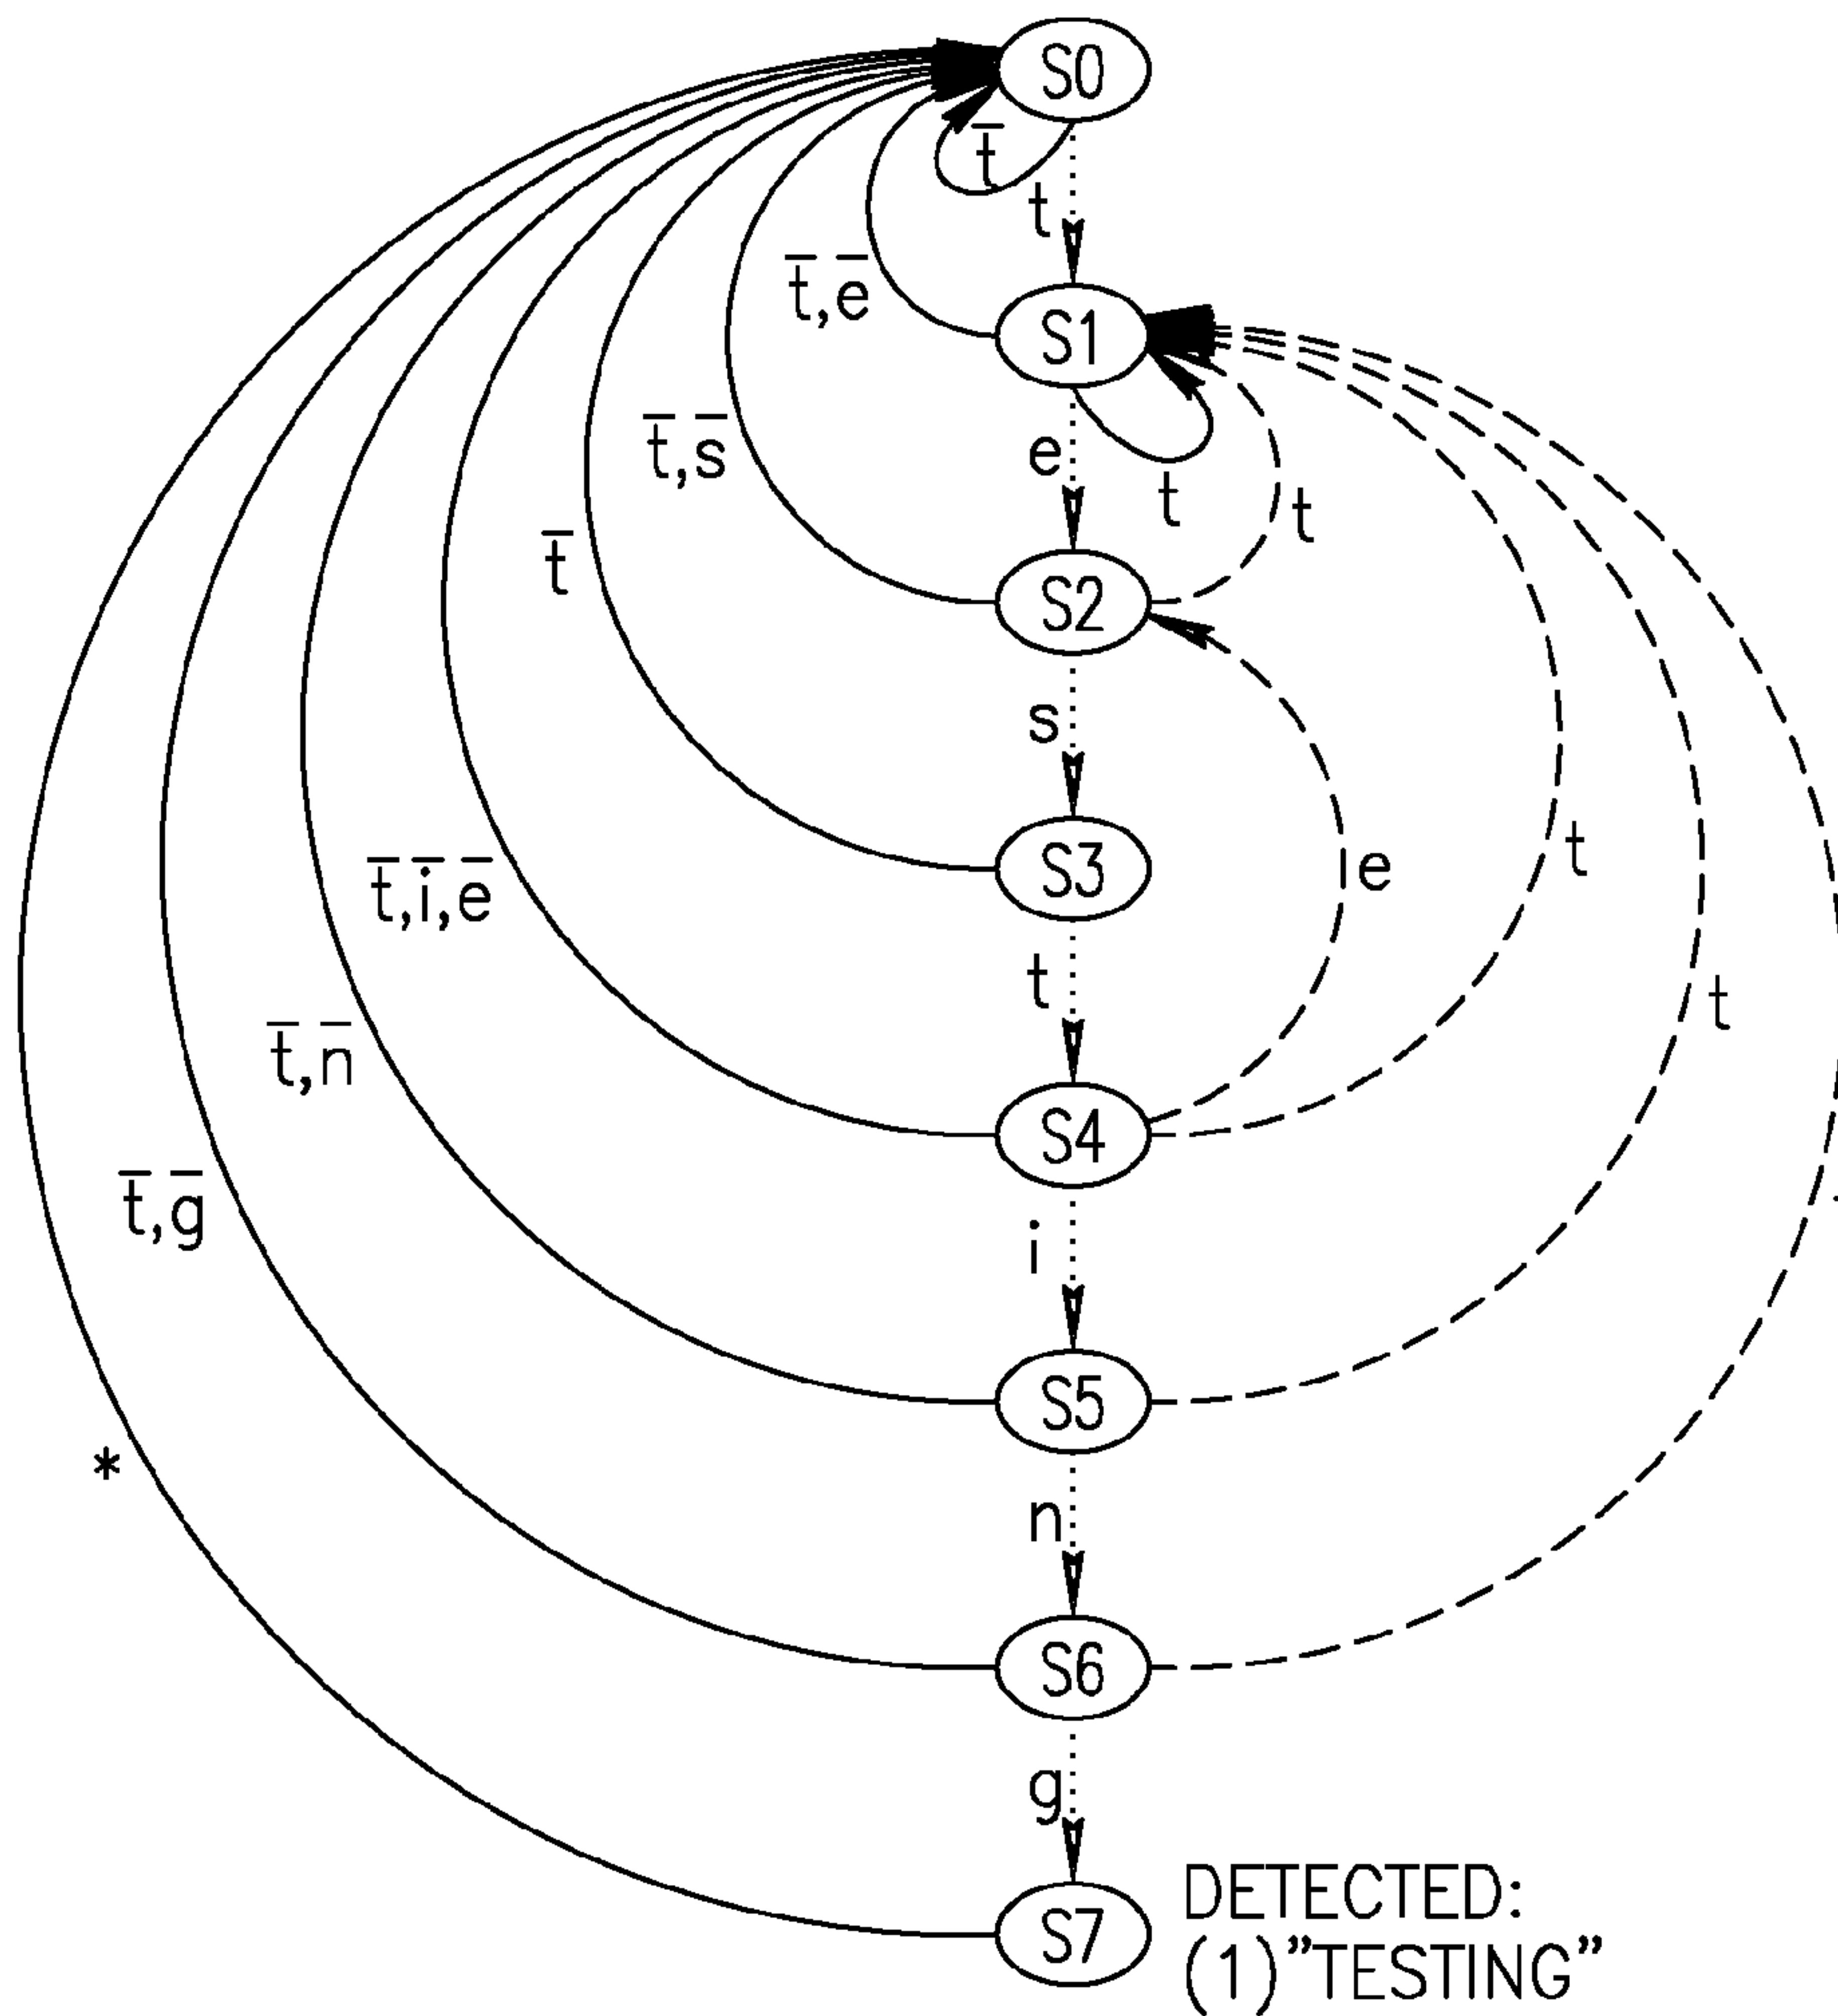 S0
t̅
t
t̅,e̅
S1
t̅,s̅
e
t
t
t̅
S2
s
t̅,i̅,e̅
S3
e
t
t̅,n̅
t
t
S4
t̅,g̅
i
S5
*
n
S6
g
DETECTED:
S7
(1)"TESTING"